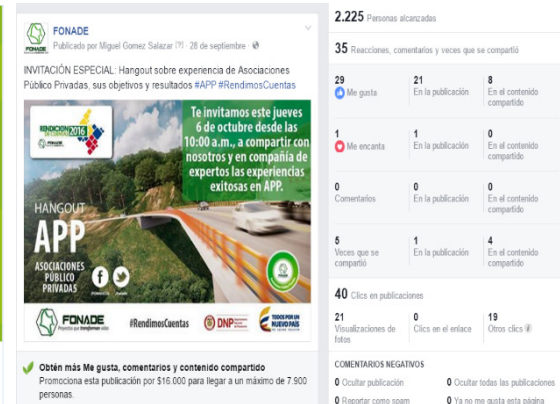 FONADE
Publicado por Miguel Gomez Salazar [?] · 28 de septiembre ·
INVITACIÓN ESPECIAL: Hangout sobre experiencia de Asociaciones
Público Privadas, sus objetivos y resultados #APP #RendimosCuentas
RENDICION
DE CUENTAS 2016
FONADE
Te invitamos este jueves
6 de octubre desde las
10:00 a.m., a compartir con
nosotros y en compañía de
expertos las experiencias
exitosas en APP.
HANGOUT
APP
ASOCIACIONES
PÚBLICO
PRIVADAS
FONADE
Proyectos que transforman vidas
#RendimosCuentas
DNP
TODOS POR UN
NUEVO PAÍS
Obtén más Me gusta, comentarios y contenido compartido
Promociona esta publicación por $16.000 para llegar a un máximo de 7.900
personas.
2.225 Personas alcanzadas
35 Reacciones, comentarios y veces que se compartió
29
Me gusta
21
En la publicación
8
En el contenido
compartido
1
Me encanta
1
En la publicación
0
En el contenido
compartido
0
Comentarios
0
En la publicación
0
En el contenido
compartido
5
Veces que se
compartió
1
En la publicación
4
En el contenido
compartido
40 Clics en publicaciones
21
Visualizaciones de
fotos
0
Clics en el enlace
19
Otros clics
COMENTARIOS NEGATIVOS
0 Ocultar publicación
0 Ocultar todas las publicaciones
0 Reportar como spam
0 Ya no me gusta esta página